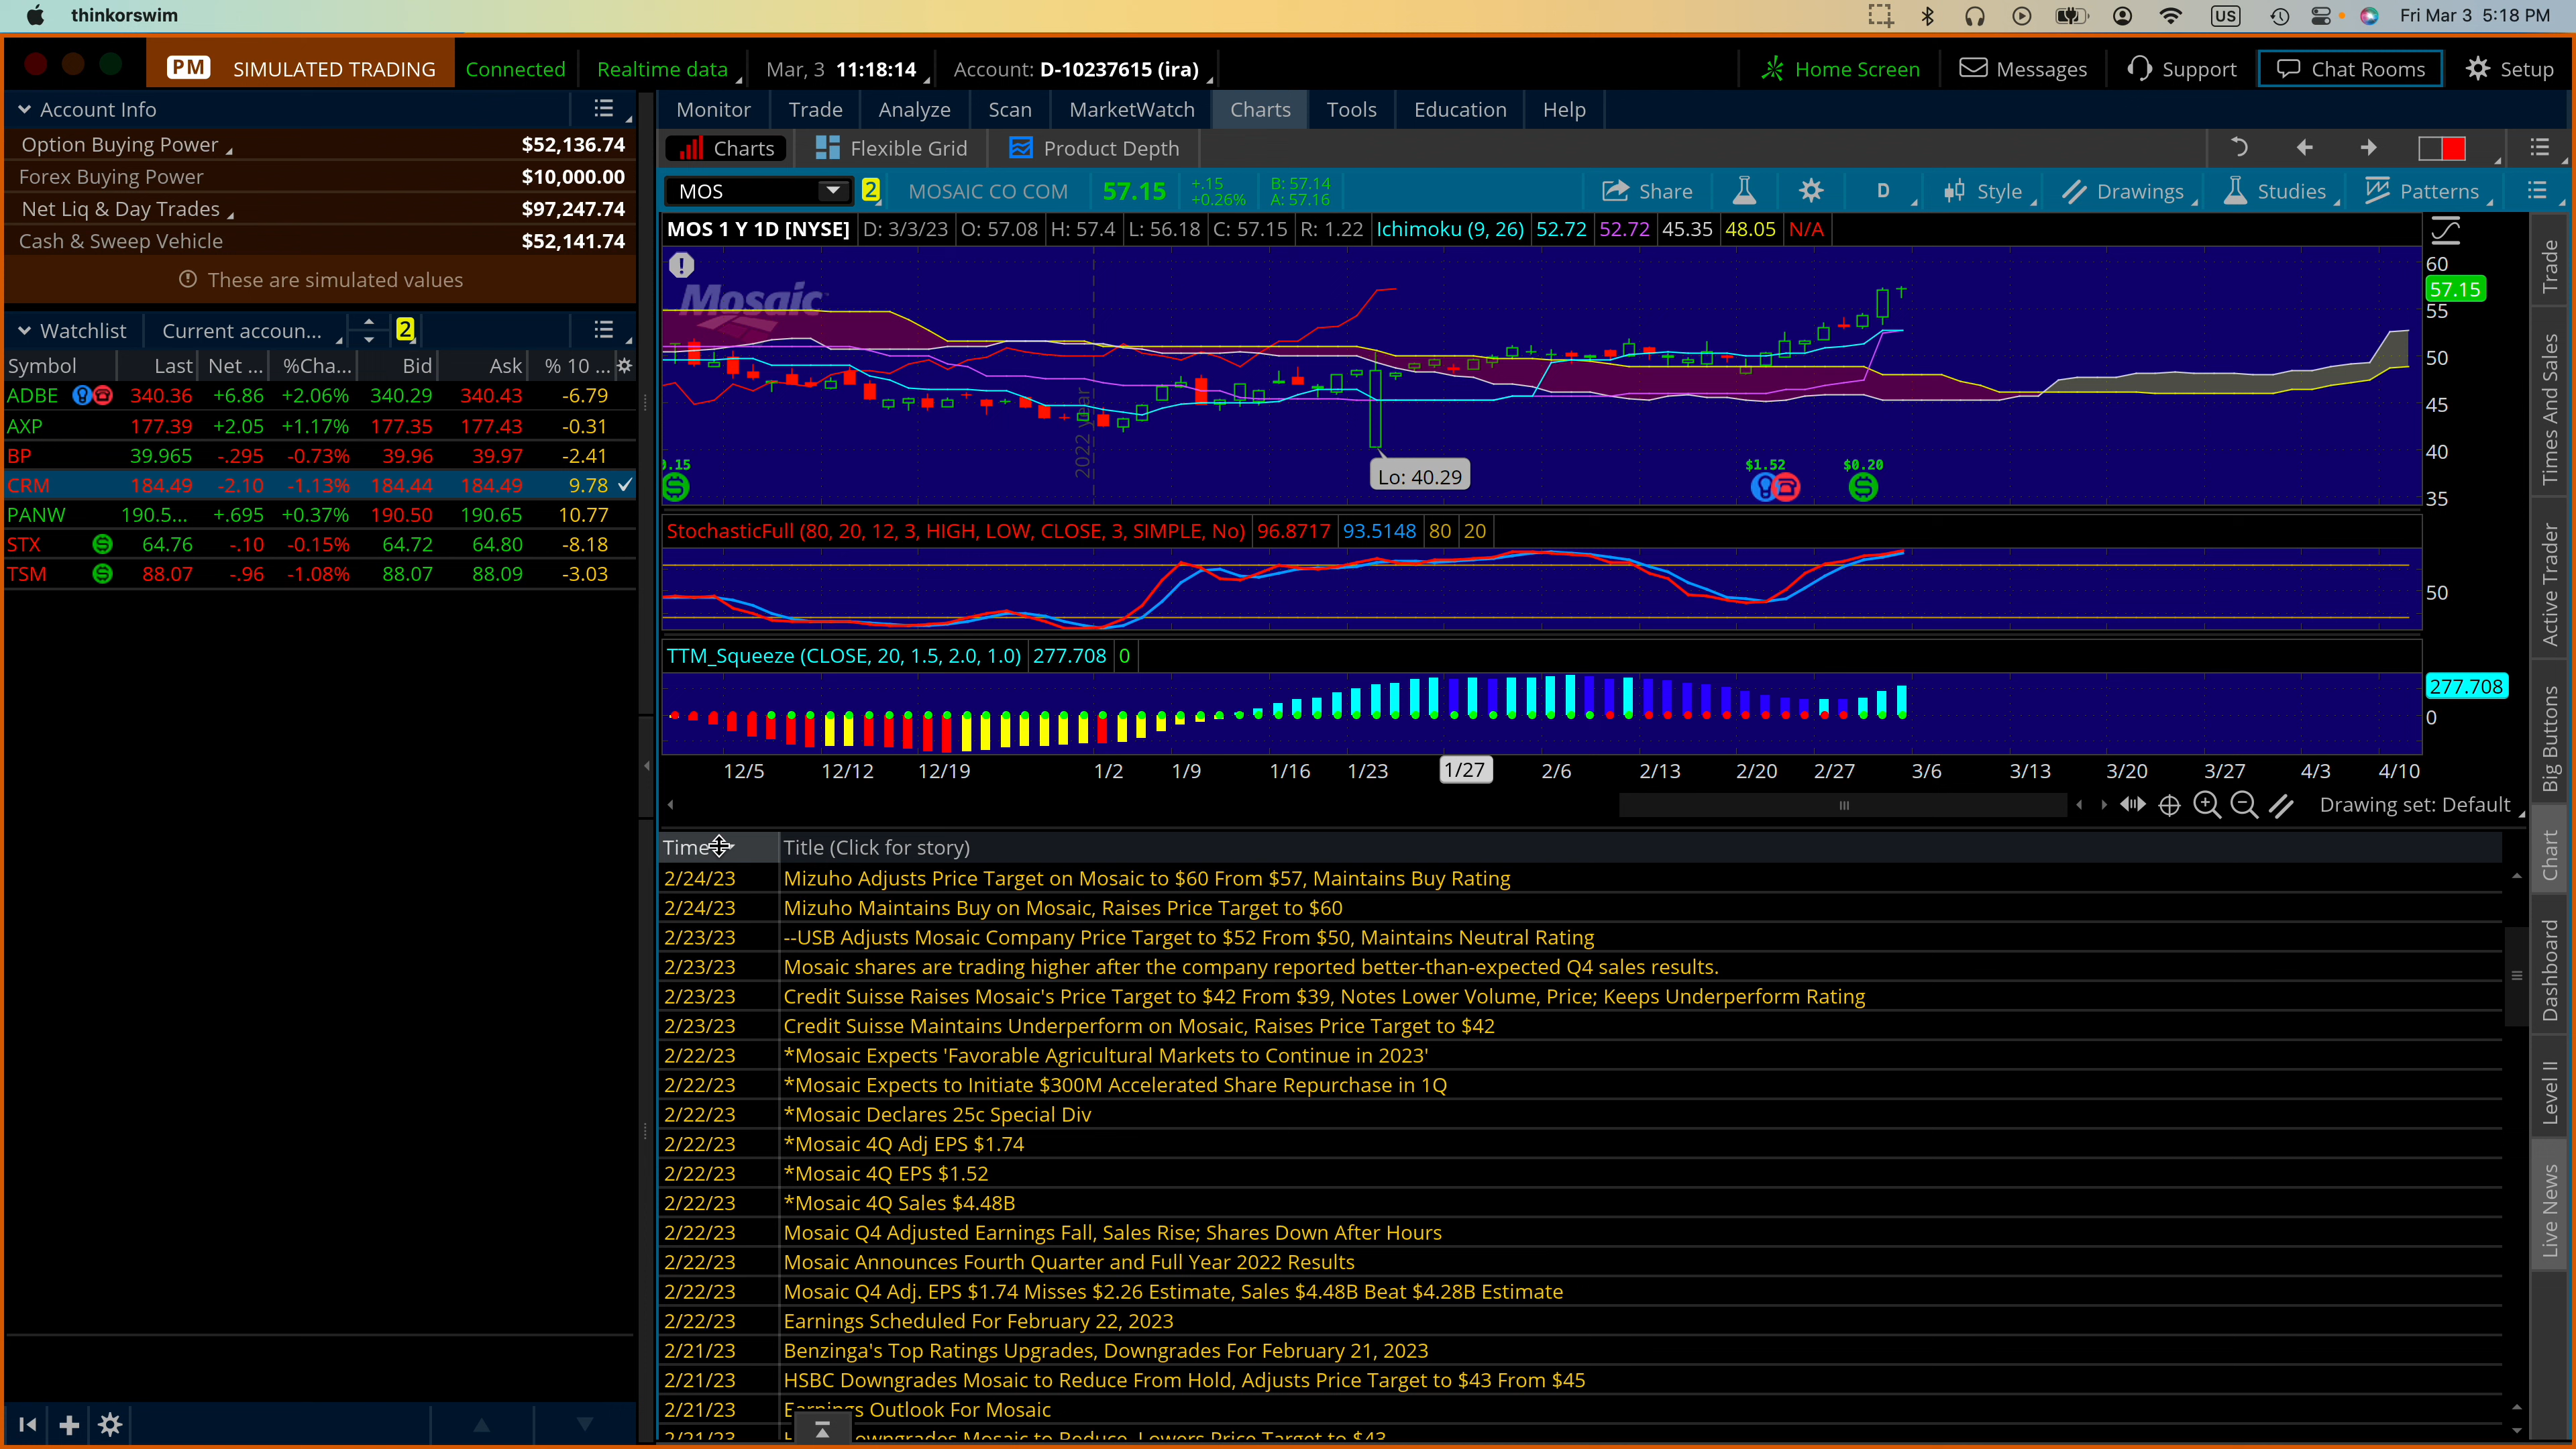 thinkorswim
US
Fri Mar 3 5:18 PM
PM SIMULATED TRADING Connected Realtime data Mar, 3 11:18:14 Account: D-10237615 (ira) Home Screen Messages Support Chat Rooms Setup
Account Info
Option Buying Power $52,136.74
Forex Buying Power $10,000.00
Net Liq & Day Trades $97,247.74
Cash & Sweep Vehicle $52,141.74
These are simulated values
Watchlist Current accoun... 2
Symbol Last Net ... %Cha... Bid Ask % 10 ...
ADBE 340.36 +6.86 +2.06% 340.29 340.43 -6.79
AXP 177.39 +2.05 +1.17% 177.35 177.43 -0.31
BP 39.965 -.295 -0.73% 39.96 39.97 -2.41
CRM 184.49 -2.10 -1.13% 184.44 184.49 9.78
PANW 190.5... +.695 +0.37% 190.50 190.65 10.77
STX 64.76 -.10 -0.15% 64.72 64.80 -8.18
TSM 88.07 -.96 -1.08% 88.07 88.09 -3.03
Monitor Trade Analyze Scan MarketWatch Charts Tools Education Help
Charts Flexible Grid Product Depth
MOS 2 MOSAIC CO COM 57.15 +.15 +0.26% B: 57.14 A: 57.16 Share D Style Drawings Studies Patterns
MOS 1 Y 1D [NYSE] D: 3/3/23 O: 57.08 H: 57.4 L: 56.18 C: 57.15 R: 1.22 Ichimoku (9, 26) 52.72 52.72 45.35 48.05 N/A
Mosaic
60
57.15
55
50
45
40
35
2022 year
Lo: 40.29
$1.52
$0.20
StochasticFull (80, 20, 12, 3, HIGH, LOW, CLOSE, 3, SIMPLE, No) 96.8717 93.5148 80 20
50
TTM_Squeeze (CLOSE, 20, 1.5, 2.0, 1.0) 277.708 0
277.708
0
12/5 12/12 12/19 1/2 1/9 1/16 1/23 1/27 2/6 2/13 2/20 2/27 3/6 3/13 3/20 3/27 4/3 4/10
Drawing set: Default
Time Title (Click for story)
2/24/23 Mizuho Adjusts Price Target on Mosaic to $60 From $57, Maintains Buy Rating
2/24/23 Mizuho Maintains Buy on Mosaic, Raises Price Target to $60
2/23/23 --USB Adjusts Mosaic Company Price Target to $52 From $50, Maintains Neutral Rating
2/23/23 Mosaic shares are trading higher after the company reported better-than-expected Q4 sales results.
2/23/23 Credit Suisse Raises Mosaic's Price Target to $42 From $39, Notes Lower Volume, Price; Keeps Underperform Rating
2/23/23 Credit Suisse Maintains Underperform on Mosaic, Raises Price Target to $42
2/22/23 *Mosaic Expects 'Favorable Agricultural Markets to Continue in 2023'
2/22/23 *Mosaic Expects to Initiate $300M Accelerated Share Repurchase in 1Q
2/22/23 *Mosaic Declares 25c Special Div
2/22/23 *Mosaic 4Q Adj EPS $1.74
2/22/23 *Mosaic 4Q EPS $1.52
2/22/23 *Mosaic 4Q Sales $4.48B
2/22/23 Mosaic Q4 Adjusted Earnings Fall, Sales Rise; Shares Down After Hours
2/22/23 Mosaic Announces Fourth Quarter and Full Year 2022 Results
2/22/23 Mosaic Q4 Adj. EPS $1.74 Misses $2.26 Estimate, Sales $4.48B Beat $4.28B Estimate
2/22/23 Earnings Scheduled For February 22, 2023
2/21/23 Benzinga's Top Ratings Upgrades, Downgrades For February 21, 2023
2/21/23 HSBC Downgrades Mosaic to Reduce From Hold, Adjusts Price Target to $43 From $45
2/21/23 Outlook For Mosaic
2/21/23 Mosaic to Reduce, Lowers Price Target to $43
Trade
Times And Sales
Active Trader
Big Buttons
Chart
Dashboard
Level II
Live News